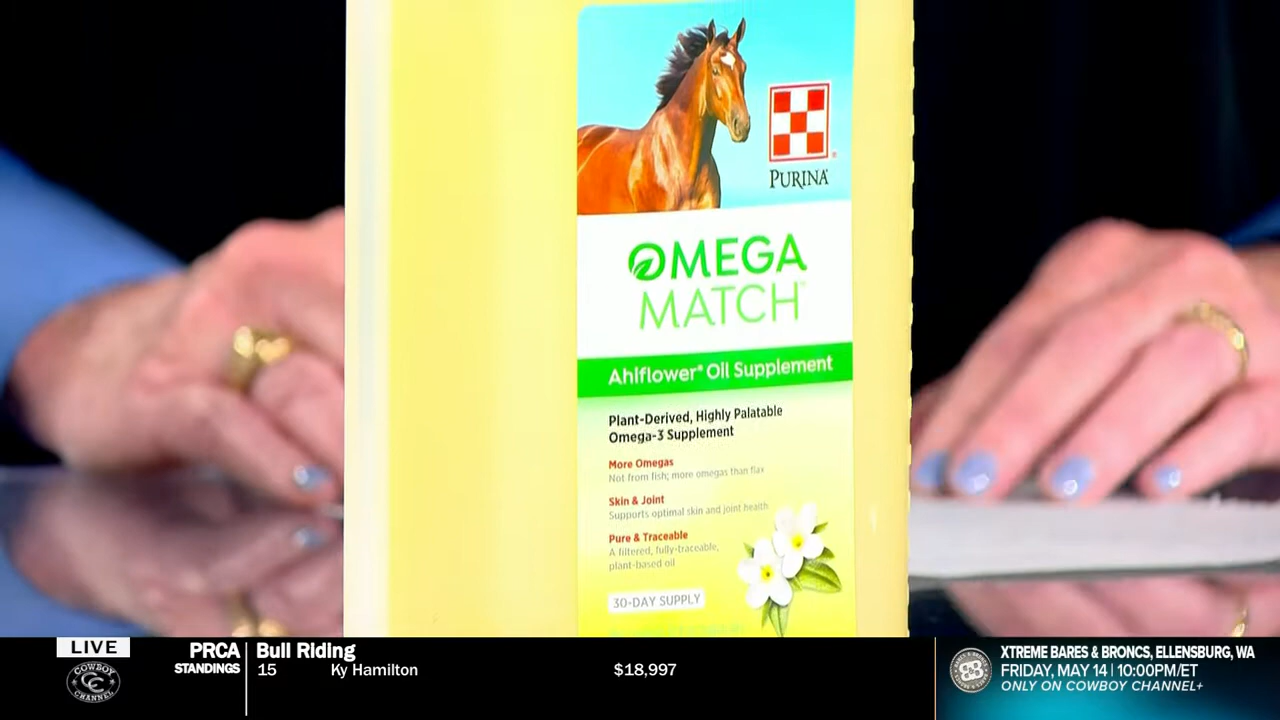 PURINA
OMEGA
MATCH
Ahiflower® Oil Supplement
Plant-Derived, Highly Palatable
Omega-3 Supplement
More Omegas
Not from fish; more omegas than flax
Skin & Joint
Supports optimal skin and joint health
Pure & Traceable
A filtered, fully-traceable,
plant-based oil
30-DAY SUPPLY
LIVE
COWBOY
CC
CHANNEL
PRCA
STANDINGS
Bull Riding
15 Ky Hamilton $18,997
XTREME BARES & BRONCS, ELLENSBURG, WA
FRIDAY, MAY 14 | 10:00PM/ET
ONLY ON COWBOY CHANNEL+